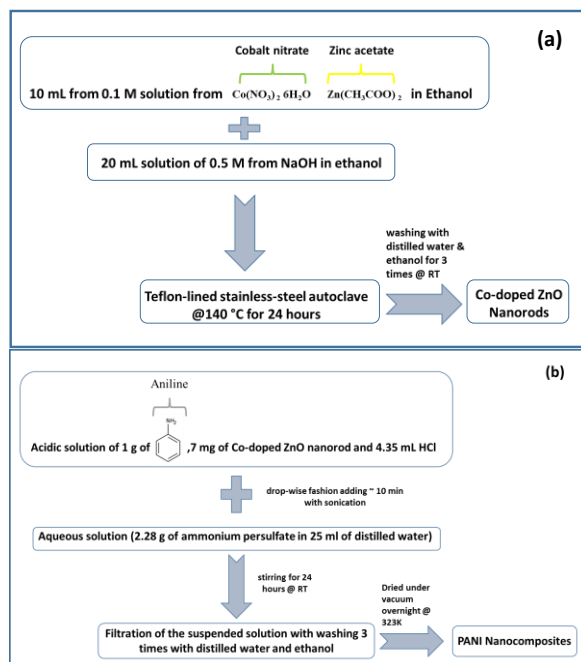 (a)
Cobalt nitrate Zinc acetate
10 mL from 0.1 M solution from Co(NO₃)₂ 6H₂O Zn(CH₃COO)₂ in Ethanol
20 mL solution of 0.5 M from NaOH in ethanol
washing with
distilled water &
ethanol for 3
times @ RT
Teflon-lined stainless-steel autoclave
@140 °C for 24 hours
Co-doped ZnO
Nanorods
(b)
Aniline
NH₂
Acidic solution of 1 g of ,7 mg of Co-doped ZnO nanorod and 4.35 mL HCl
drop-wise fashion adding ~ 10 min
with sonication
Aqueous solution (2.28 g of ammonium persulfate in 25 ml of distilled water)
stirring for 24
hours @ RT
Dried under
vacuum
overnight @
323K
Filtration of the suspended solution with washing 3
times with distilled water and ethanol
PANI Nanocomposites